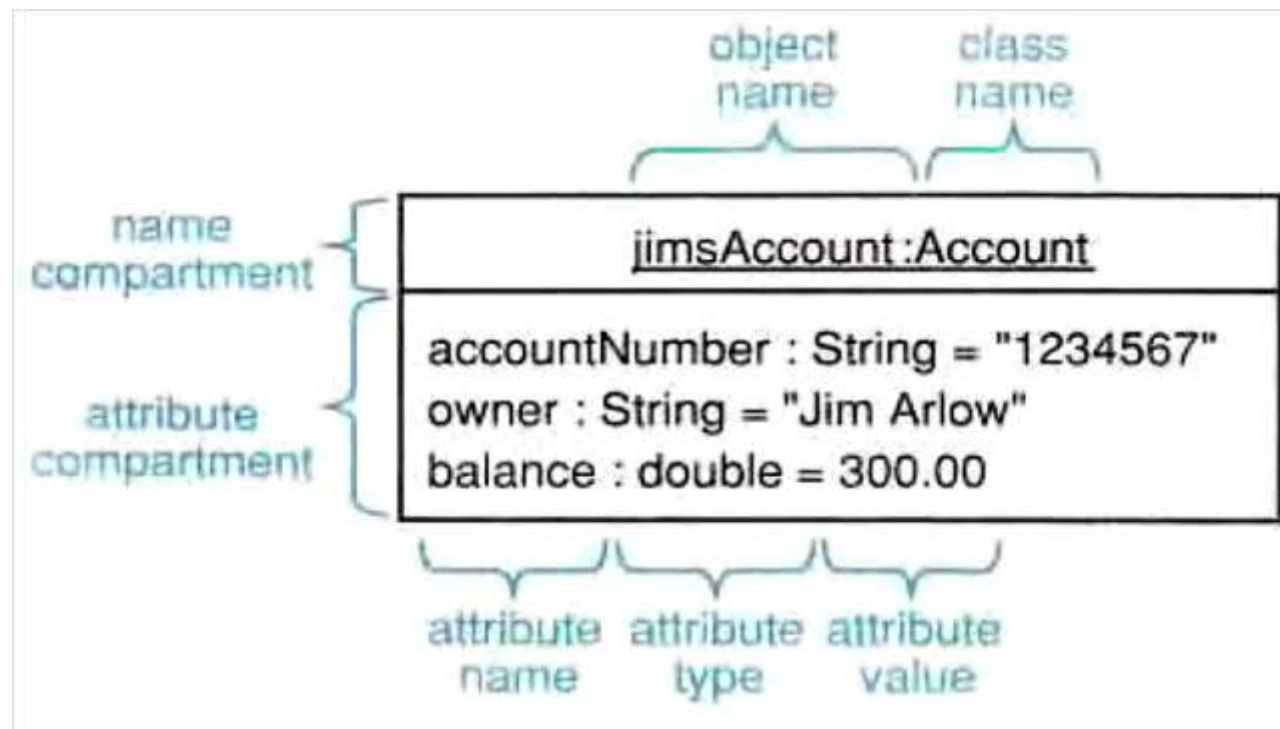 object
name
class
name
name
compartment
jimsAccount:Account
attribute
compartment
accountNumber : String = "1234567"
owner : String = "Jim Arlow"
balance : double = 300.00
attribute
name
attribute
type
attribute
value